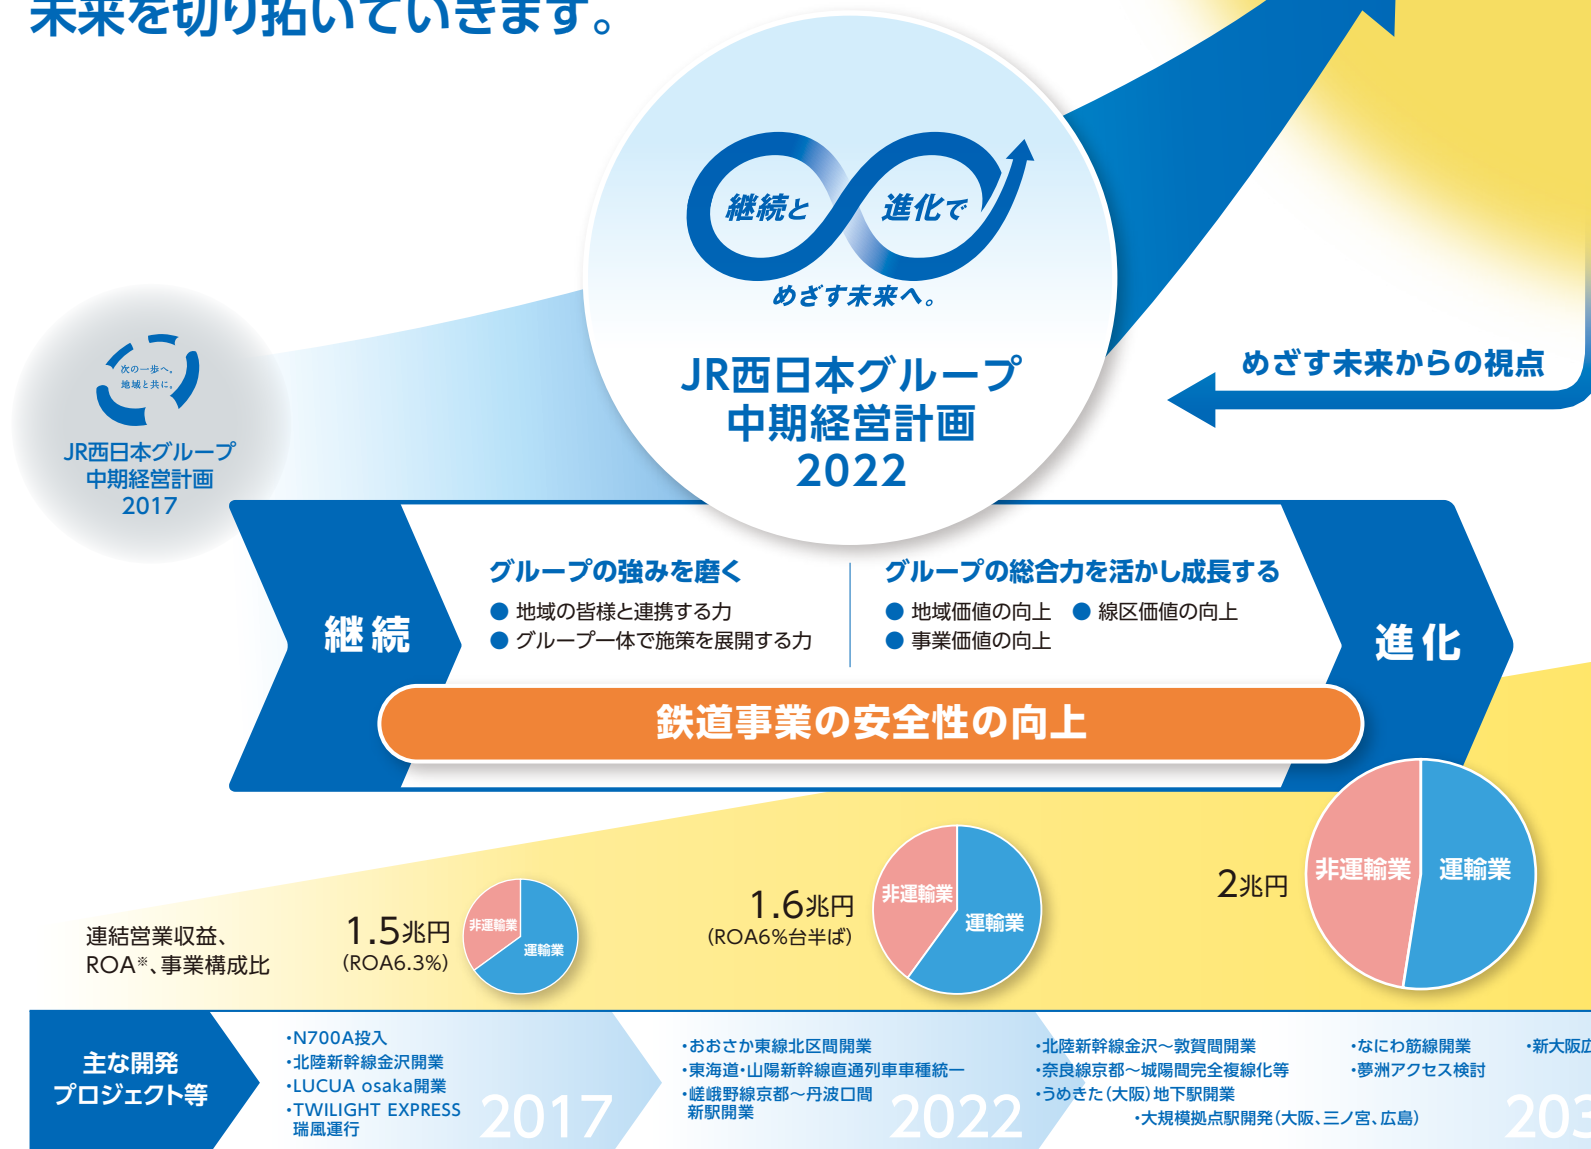 未来を切り拓いていきます。
継続と
進化で
めざす未来へ。
JR西日本グループ
中期経営計画
2022
次の一歩へ。
地域と共に。
JR西日本グループ
中期経営計画
2017
めざす未来からの視点
継続
グループの強みを磨く
● 地域の皆様と連携する力
● グループ一体で施策を展開する力
グループの総合力を活かし成長する
● 地域価値の向上 ● 線区価値の向上
● 事業価値の向上
進化
鉄道事業の安全性の向上
連結営業収益、
ROA※、事業構成比
1.5兆円
(ROA6.3%)
非運輸業
運輸業
1.6兆円
(ROA6%台半ば)
非運輸業
運輸業
2兆円
非運輸業
運輸業
主な開発
プロジェクト等
・N700A投入
・北陸新幹線金沢開業
・LUCUA osaka開業
・TWILIGHT EXPRESS
瑞風運行
2017
・おおさか東線北区間開業
・東海道・山陽新幹線直通列車車種統一
・嵯峨野線京都～丹波口間
新駅開業
2022
・北陸新幹線金沢～敦賀間開業
・奈良線京都～城陽間完全複線化等
・うめきた(大阪)地下駅開業
・大規模拠点駅開発(大阪、三ノ宮、広島)
・なにわ筋線開業
・夢洲アクセス検討
・新大阪広
203